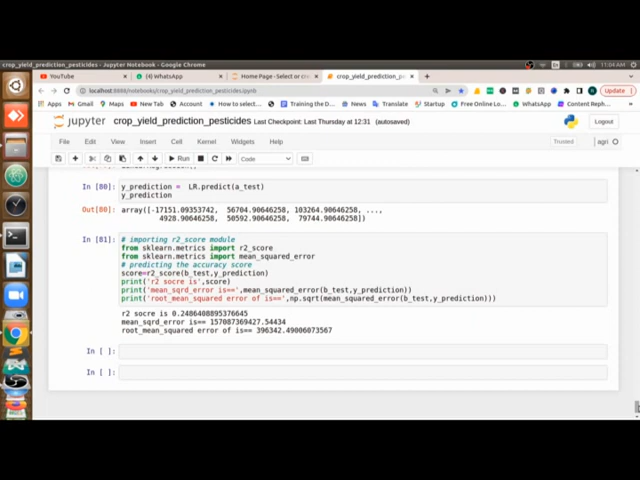 crop_yield_prediction_pesticides - Jupyter Notebook - Google Chrome
En
11:04 AM
YouTube
(4) WhatsApp
Home Page - Select or c
crop_yield_prediction_pe
localhost:8888/notebooks/crop_yield_prediction_pesticides.ipynb
Update
Apps
Gmail
Maps
New Tab
Account
How to selec...
Training the D...
News
Translate
Startup
Free Online Lo...
WhatsApp
Content Reph...
jupyter
crop_yield_prediction_pesticides Last Checkpoint: Last Thursday at 12:31 (autosaved)
Logout
File
Edit
View
Insert
Cell
Kernel
Widgets
Help
Trusted
agri
Run
Code
In [80]
y_prediction = LR.predict(a_test)
y_prediction
Out[80]:
array([-17151.09353742, 56704.90646258, 103264.90646258, ...,
4928.90646258, 50592.90646258, 79744.90646258])
In [81]:
# importing r2_score module
from sklearn.metrics import r2_score
from sklearn.metrics import mean_squared_error
# predicting the accuracy score
score=r2_score(b_test,y_prediction)
print('r2 socre is',score)
print('mean_sqrd_error is==',mean_squared_error(b_test,y_prediction))
print('root_mean_squared error of is==',np.sqrt(mean_squared_error(b_test,y_prediction)))
r2 socre is 0.2486408895376645
mean_sqrd_error is== 157087369427.54434
root_mean_squared error of is== 396342.49006073567
In [ ]:
In [ ]: